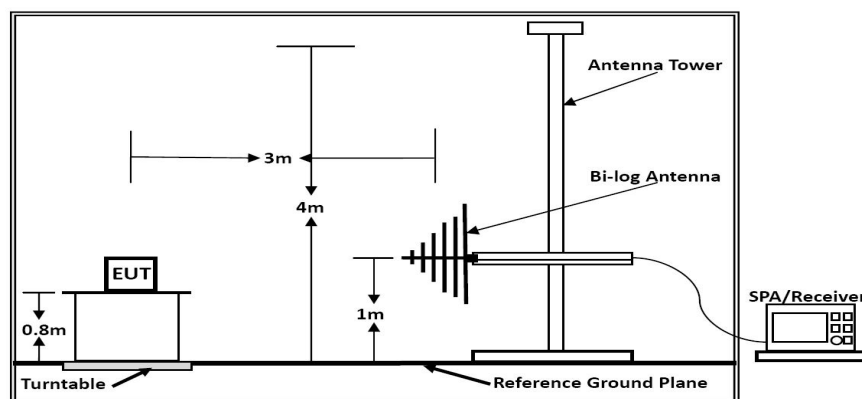 Antenna Tower
3m
Bi-log Antenna
4m
EUT
SPA/Receiver
0.8m
1m
Turntable
Reference Ground Plane